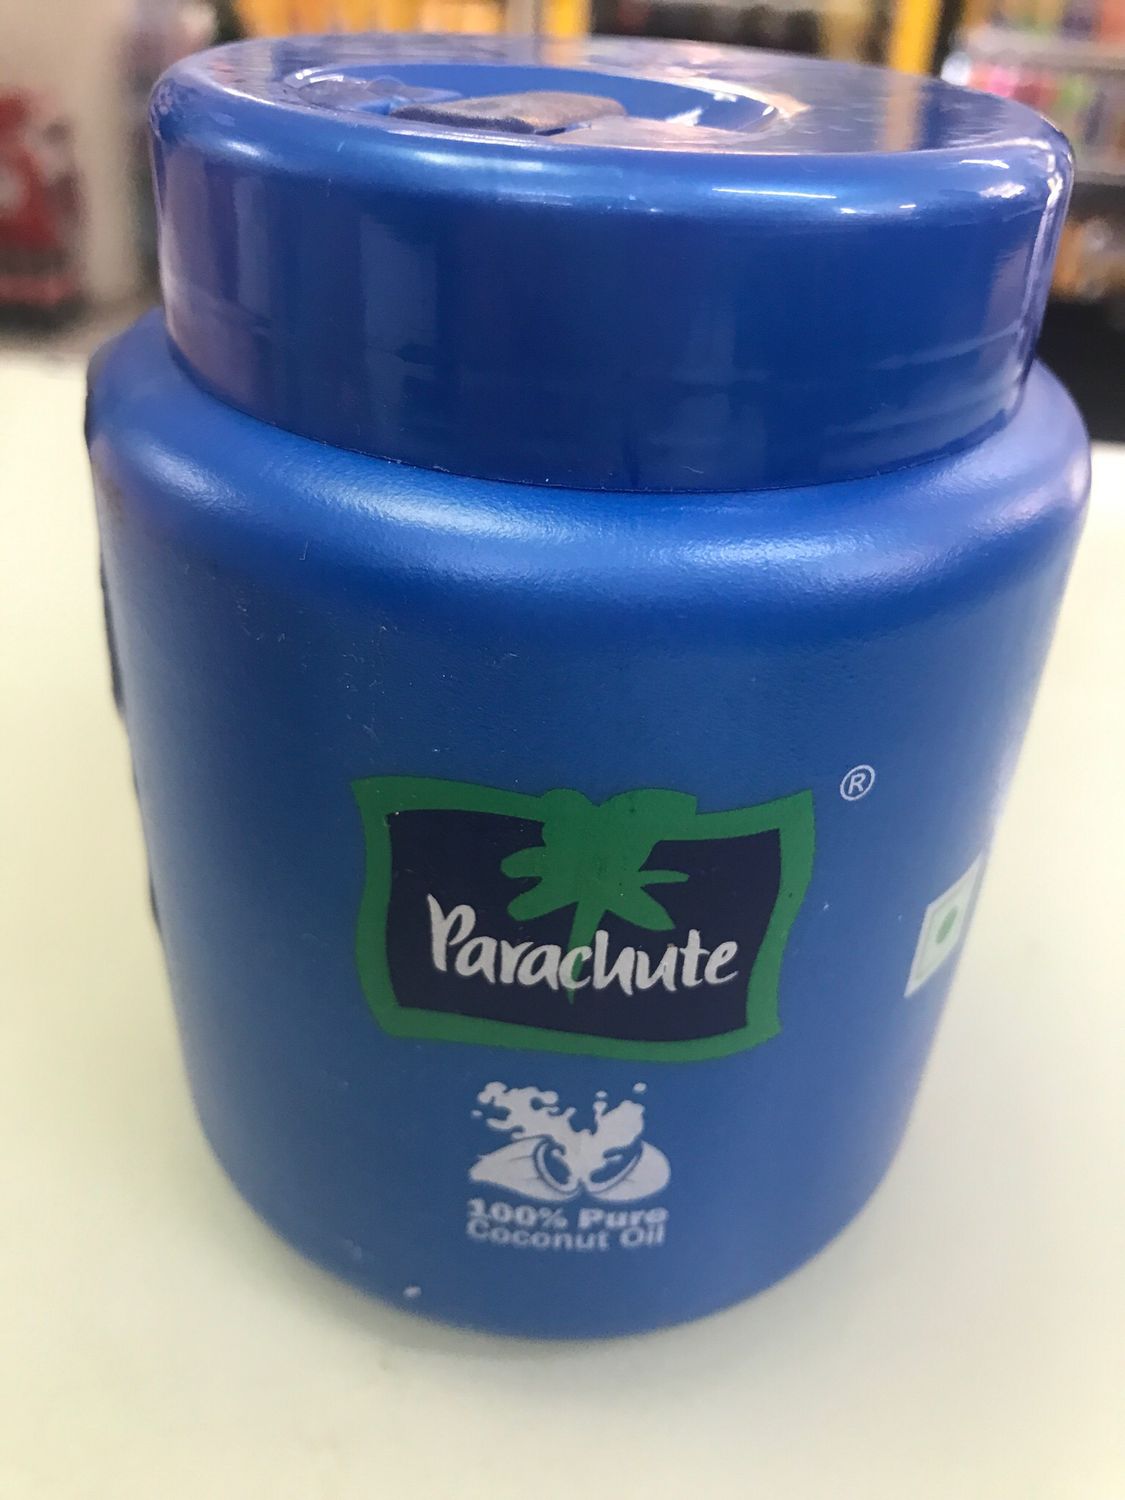 ®
Parachute
100% Pure
Coconut Oil